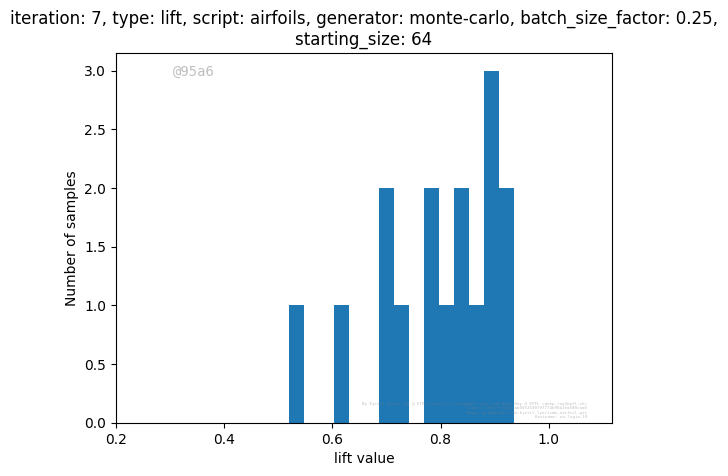 iteration: 7, type: lift, script: airfoils, generator: monte-carlo, batch_size_factor: 0.25,
starting_size: 64
@95a6
3.0
2.5
2.0
1.5
1.0
0.5
0.0
Number of samples
0.2 0.4 0.6 0.8 1.0
lift value